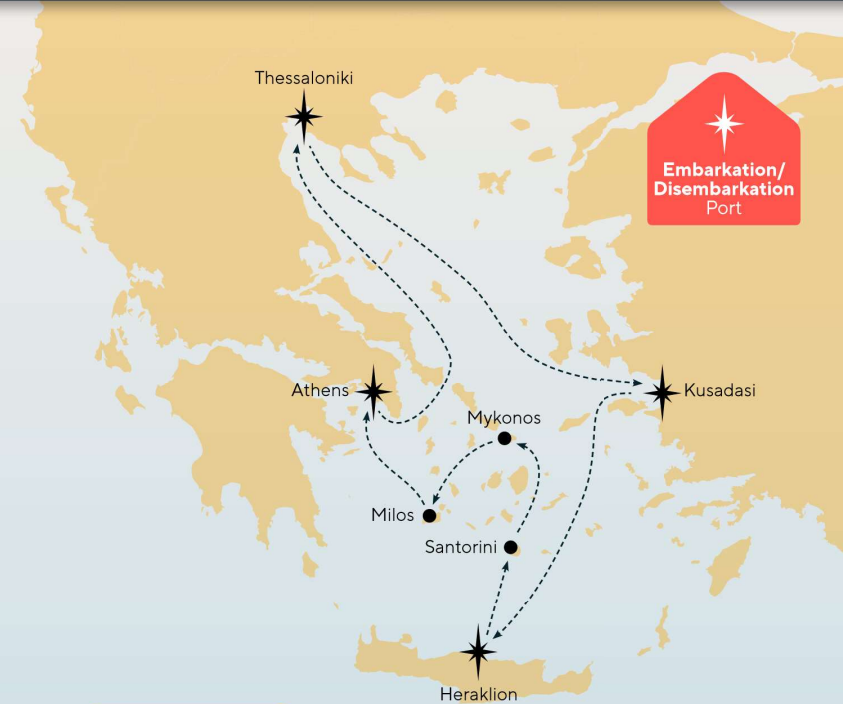 Thessaloniki
Embarkation/
Disembarkation
Port
Athens
Kusadasi
Mykonos
Milos
Santorini
Heraklion